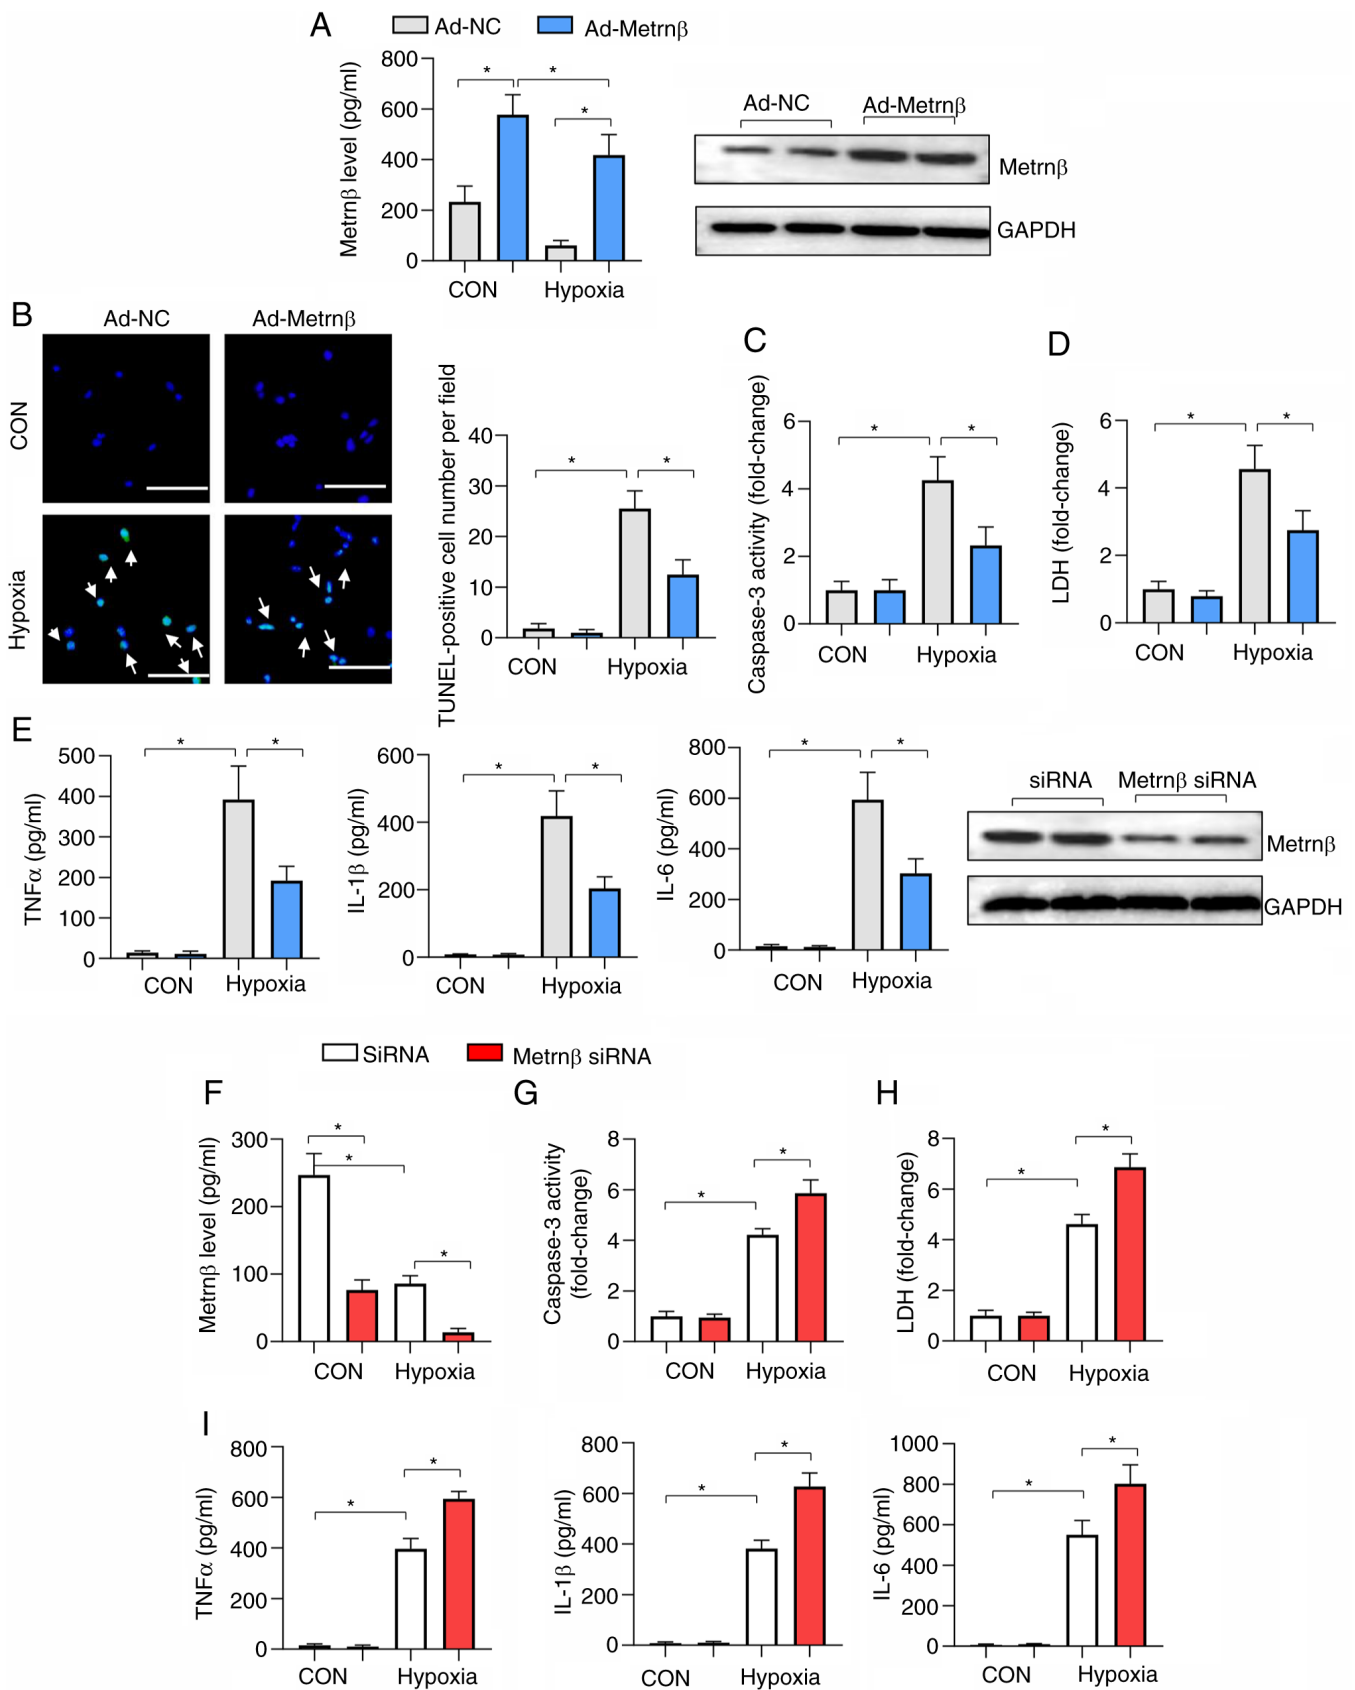 A
Ad-NC
Ad-Metrnβ
Metrnβ level (pg/ml)
800
600
400
200
0
*
*
*
CON
Hypoxia
Ad-NC
Ad-Metrnβ
Metrnβ
GAPDH
B
Ad-NC
Ad-Metrnβ
CON
Hypoxia
TUNEL-positive cell number per field
40
30
20
10
0
*
*
CON
Hypoxia
C
Caspase-3 activity (fold-change)
6
4
2
0
*
*
CON
Hypoxia
D
LDH (fold-change)
6
4
2
0
*
*
CON
Hypoxia
E
TNFα (pg/ml)
500
400
300
200
100
0
*
*
CON
Hypoxia
IL-1β (pg/ml)
600
400
200
0
*
*
CON
Hypoxia
IL-6 (pg/ml)
800
600
400
200
0
*
*
CON
Hypoxia
siRNA
Metrnβ siRNA
Metrnβ
GAPDH
SiRNA
Metrnβ siRNA
F
Metrnβ level (pg/ml)
300
200
100
0
*
*
*
CON
Hypoxia
G
Caspase-3 activity
(fold-change)
8
6
4
2
0
*
*
CON
Hypoxia
H
LDH (fold-change)
8
6
4
2
0
*
*
CON
Hypoxia
I
TNFα (pg/ml)
800
600
400
200
0
*
*
CON
Hypoxia
IL-1β (pg/ml)
800
600
400
200
0
*
*
CON
Hypoxia
IL-6 (pg/ml)
1000
800
600
400
200
0
*
*
CON
Hypoxia